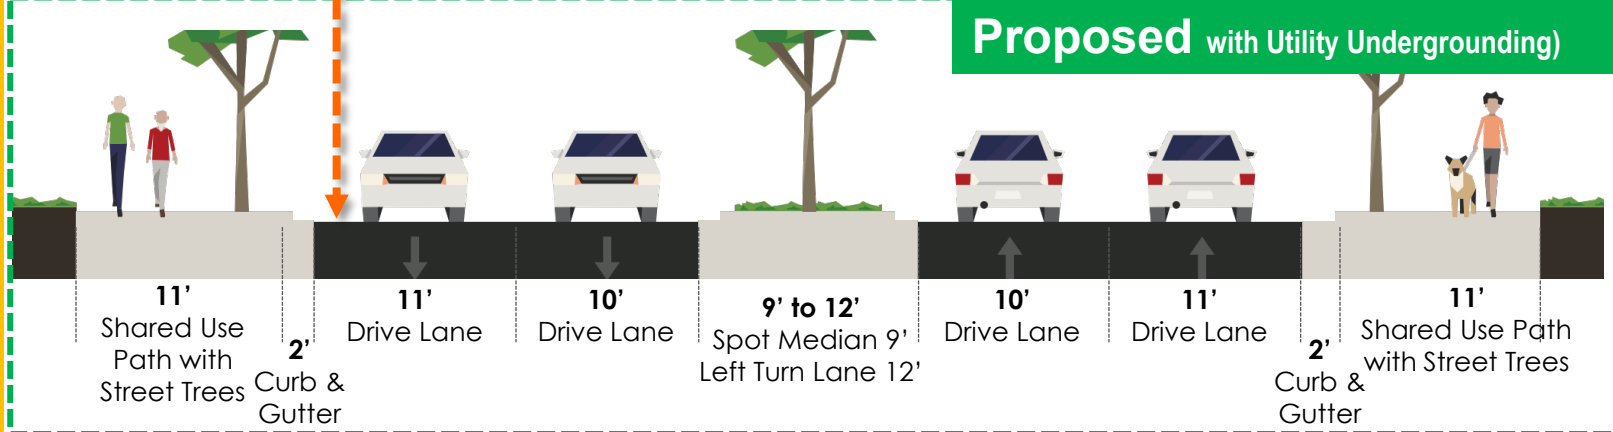 Proposed with Utility Undergrounding)
11'
Shared Use
Path with
Street Trees
2'
Curb &
Gutter
11'
Drive Lane
10'
Drive Lane
9' to 12'
Spot Median 9'
Left Turn Lane 12'
10'
Drive Lane
11'
Drive Lane
2'
Curb &
Gutter
11'
Shared Use Path
with Street Trees